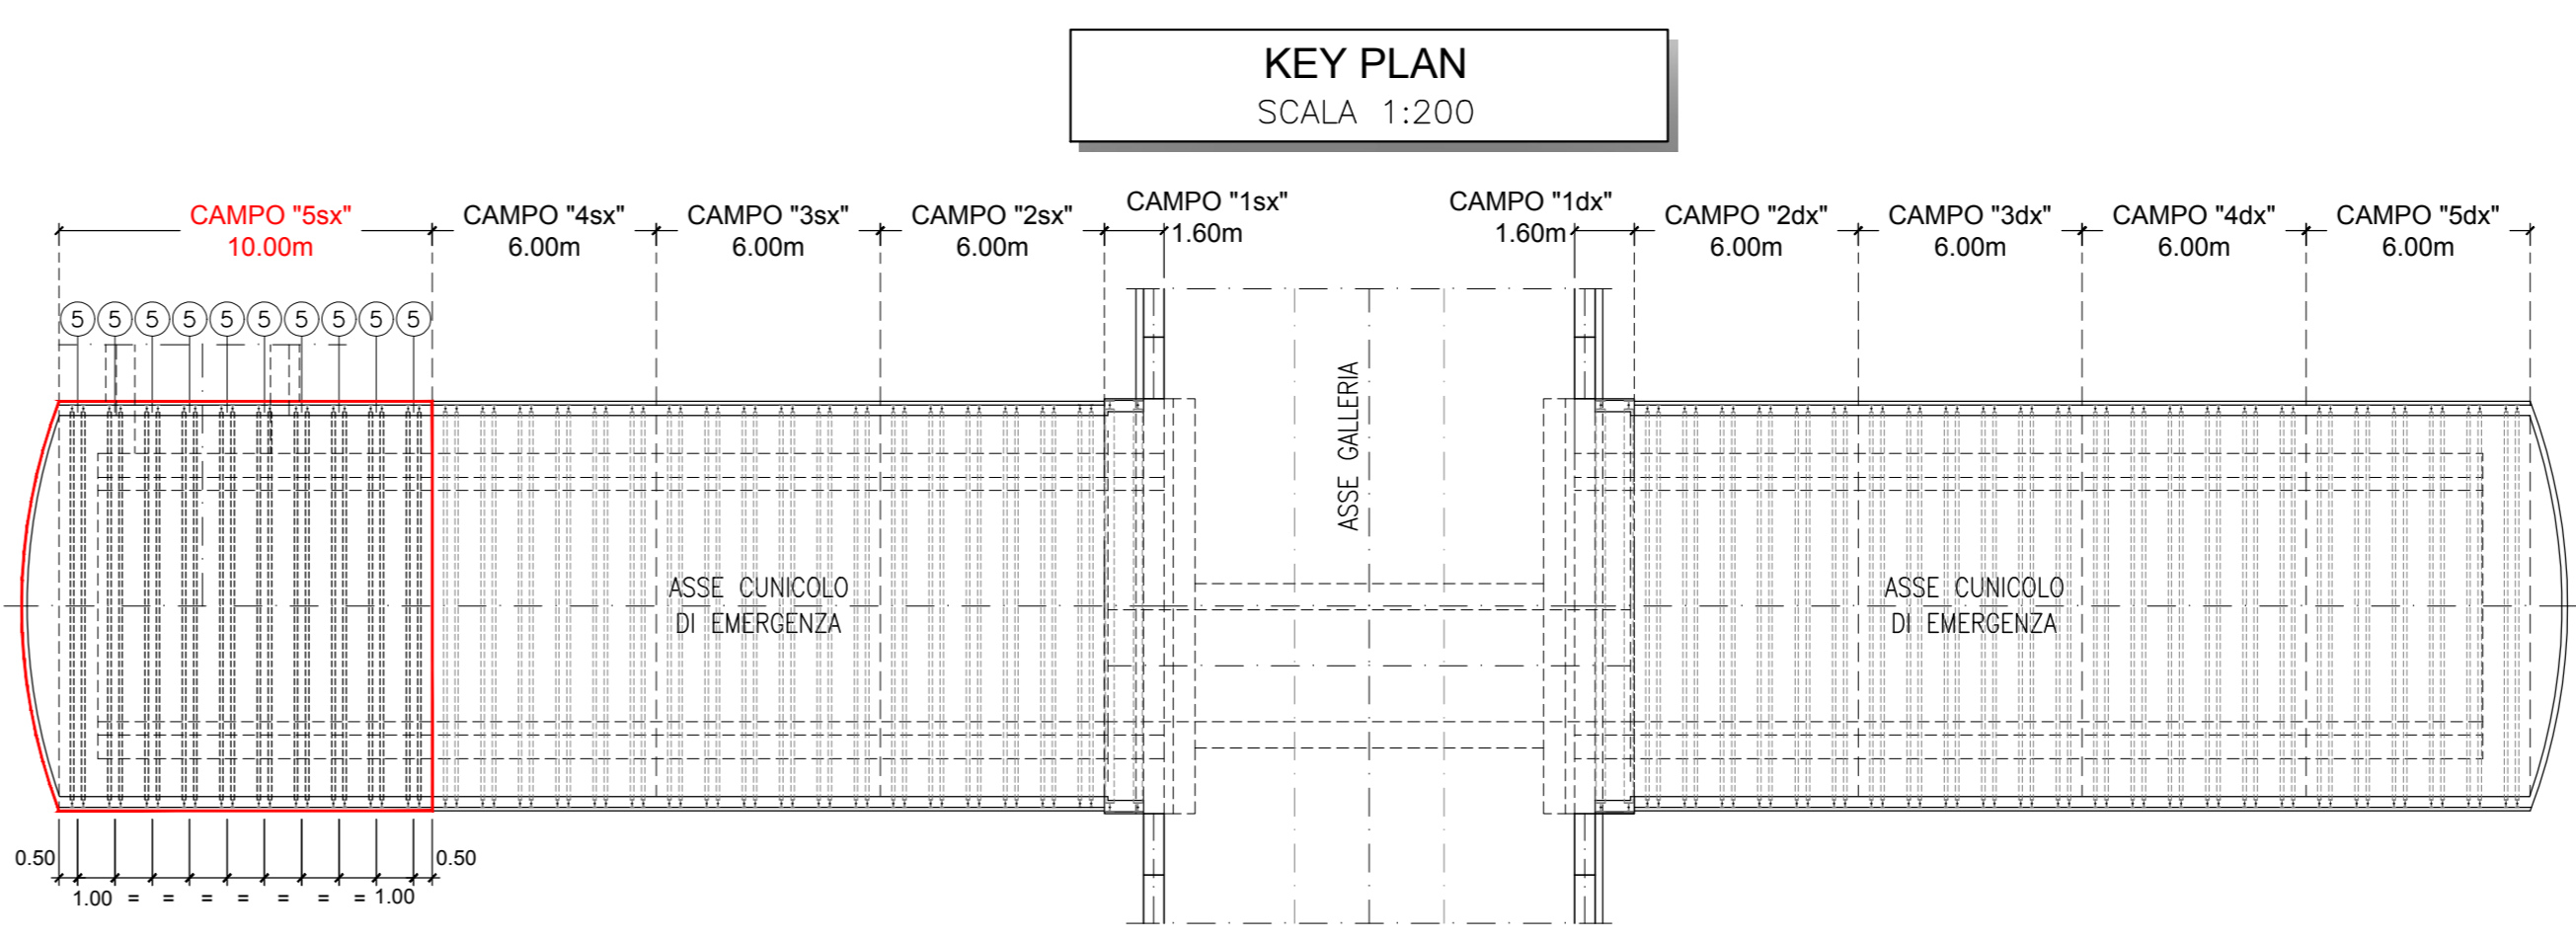 KEY PLAN
SCALA 1:200
CAMPO "5sx"
10.00m
CAMPO "4sx"
6.00m
CAMPO "3sx"
6.00m
CAMPO "2sx"
6.00m
CAMPO "1sx"
1.60m
CAMPO "1dx"
1.60m
CAMPO "2dx"
6.00m
CAMPO "3dx"
6.00m
CAMPO "4dx"
6.00m
CAMPO "5dx"
6.00m
5 5 5 5 5 5 5 5 5 5
ASSE GALLERIA
ASSE CUNICOLO
DI EMERGENZA
ASSE CUNICOLO
DI EMERGENZA
0.50 0.50
1.00 = = = = = = = 1.00